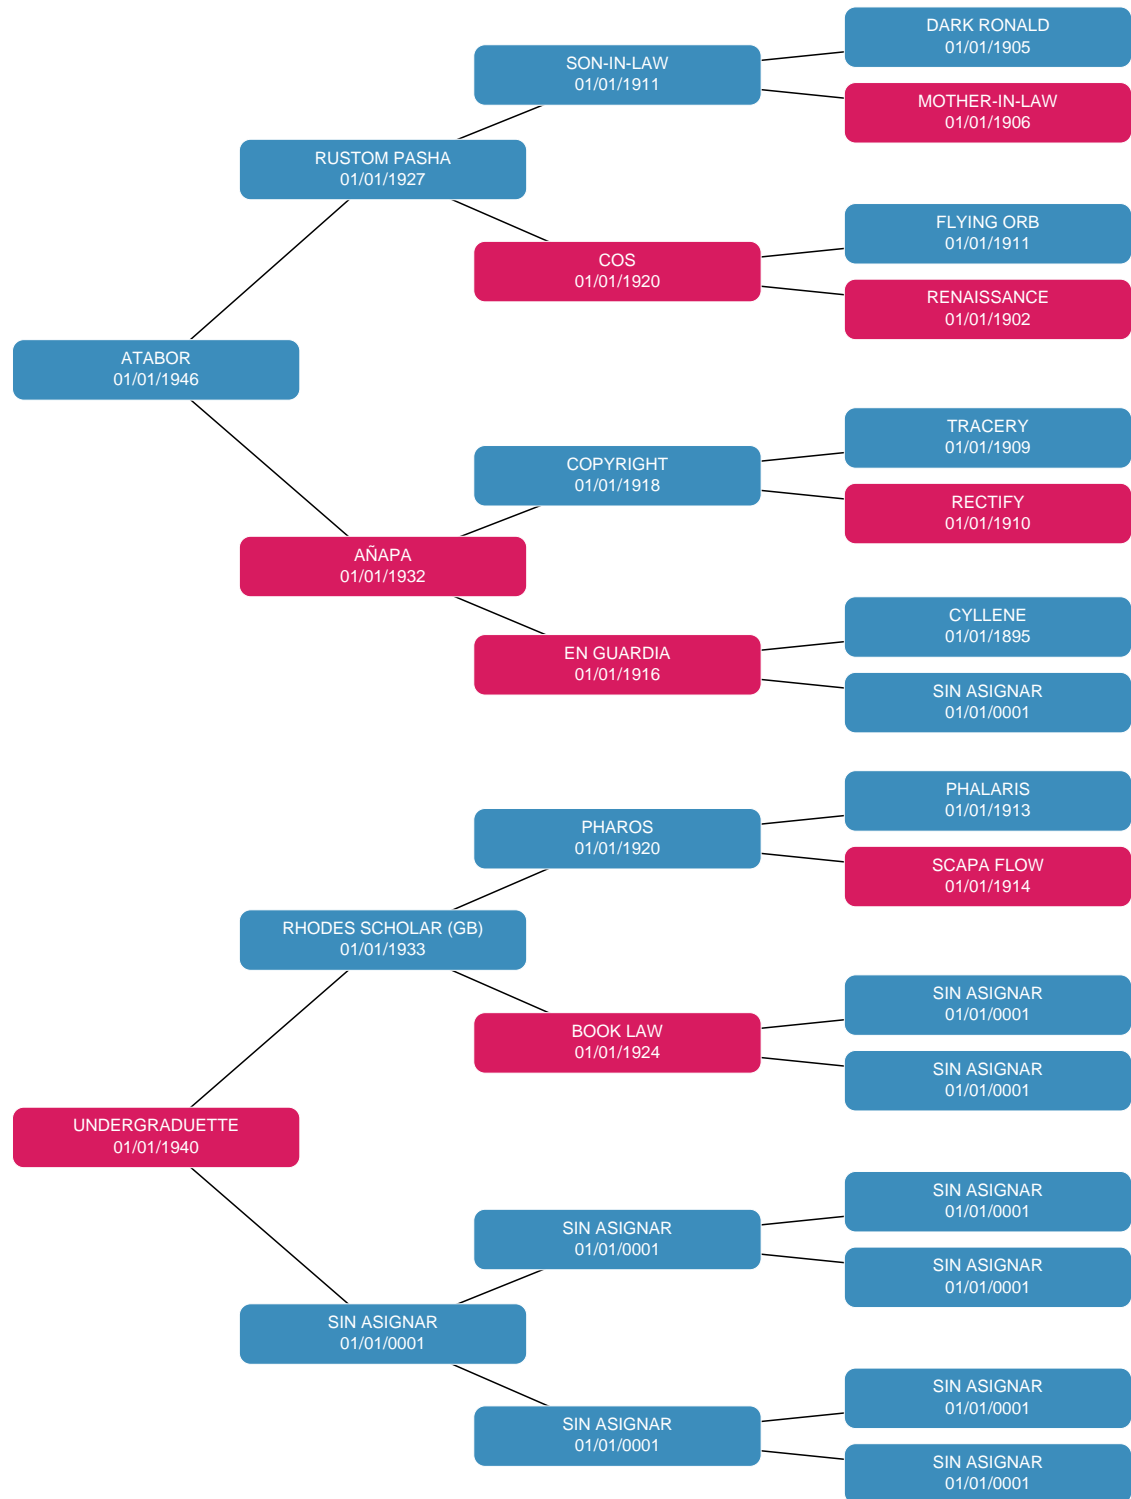 DARK RONALD
01/01/1905
SON-IN-LAW
01/01/1911
MOTHER-IN-LAW
01/01/1906
RUSTOM PASHA
01/01/1927
FLYING ORB
01/01/1911
COS
01/01/1920
RENAISSANCE
01/01/1902
ATABOR
01/01/1946
TRACERY
01/01/1909
COPYRIGHT
01/01/1918
RECTIFY
01/01/1910
AÑAPA
01/01/1932
CYLLENE
01/01/1895
EN GUARDIA
01/01/1916
SIN ASIGNAR
01/01/0001
PHALARIS
01/01/1913
PHAROS
01/01/1920
SCAPA FLOW
01/01/1914
RHODES SCHOLAR (GB)
01/01/1933
SIN ASIGNAR
01/01/0001
BOOK LAW
01/01/1924
SIN ASIGNAR
01/01/0001
UNDERGRADUETTE
01/01/1940
SIN ASIGNAR
01/01/0001
SIN ASIGNAR
01/01/0001
SIN ASIGNAR
01/01/0001
SIN ASIGNAR
01/01/0001
SIN ASIGNAR
01/01/0001
SIN ASIGNAR
01/01/0001
SIN ASIGNAR
01/01/0001